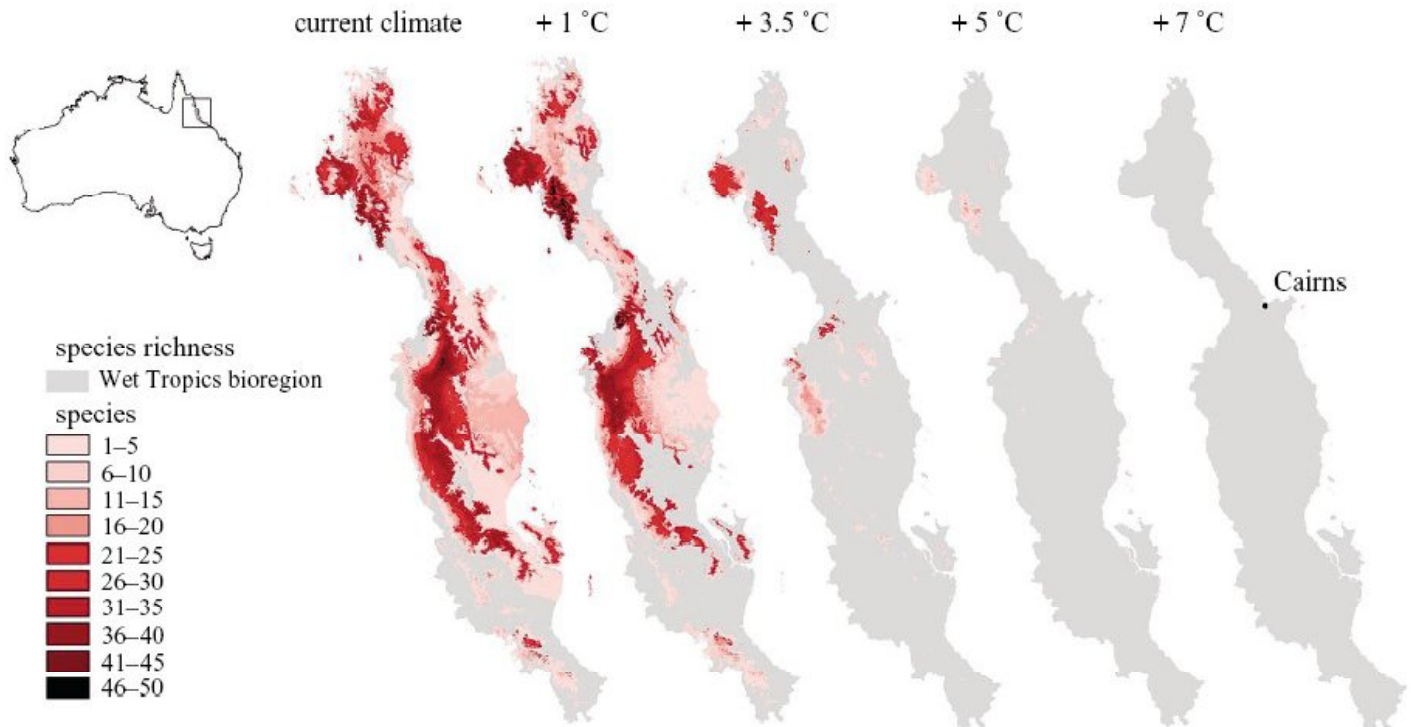 current climate
+ 1 ˚C
+ 3.5 ˚C
+ 5 ˚C
+ 7 ˚C
Cairns
species richness
Wet Tropics bioregion
species
1–5
6–10
11–15
16–20
21–25
26–30
31–35
36–40
41–45
46–50